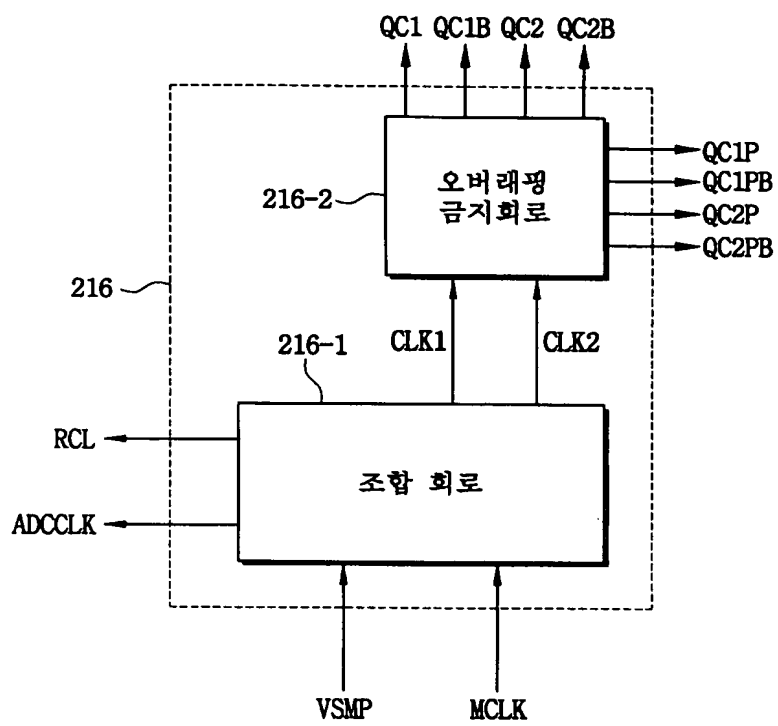 QC1 QC1B QC2 QC2B
QC1P
QC1PB
QC2P
QC2PB
오버래핑
금지회로
216-2
216
CLK1 CLK2
216-1
RCL
ADCCLK
조합 회로
VSMP MCLK